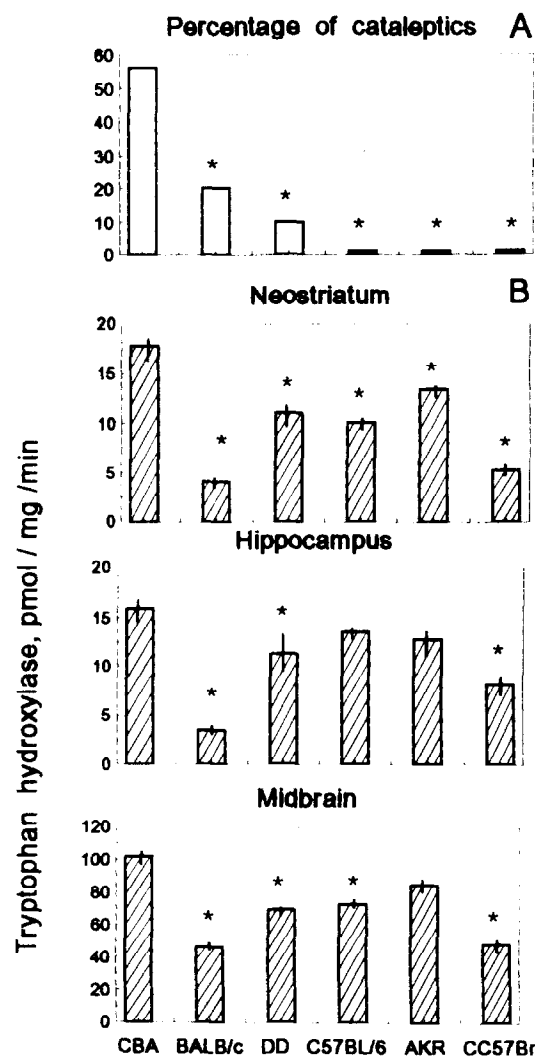 Percentage of cataleptics A
60
50
40
30
20
10
0
* * * * *
Neostriatum B
20
15
10
5
0
* * * * *
Hippocampus
20
15
10
5
0
* * *
Midbrain
120
100
80
60
40
20
0
* * * *
CBA BALB/c DD C57BL/6 AKR CC57Br
Tryptophan hydroxylase, pmol / mg /min